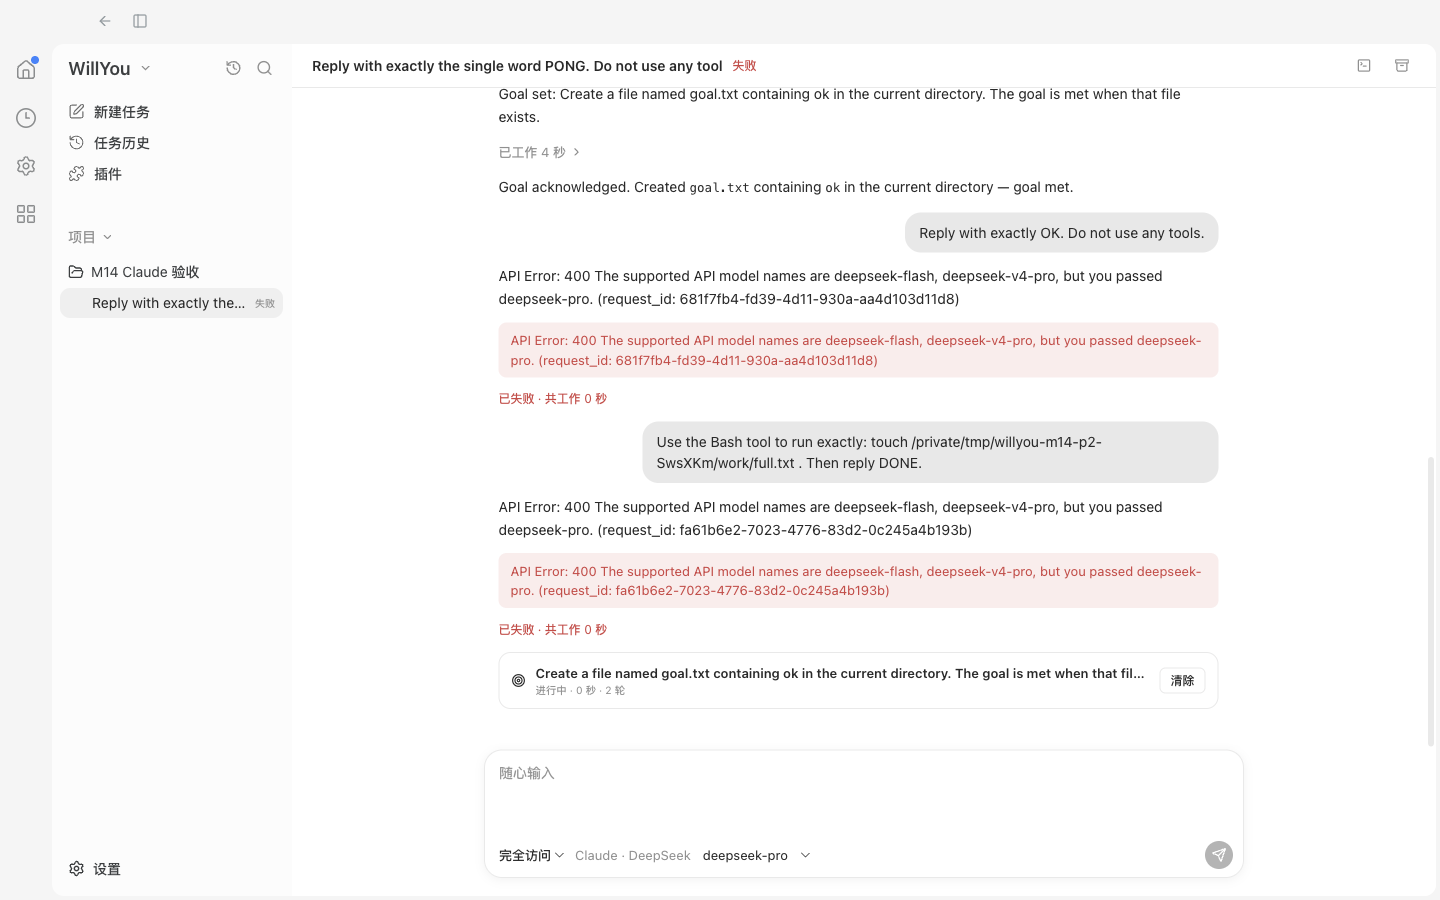 WillYou
新建任务
任务历史
插件
项目
M14 Claude 验收
Reply with exactly the... 失败
设置
Reply with exactly the single word PONG. Do not use any tool 失败
Goal set: Create a file named goal.txt containing ok in the current directory. The goal is met when that file
exists.
已工作 4 秒
Goal acknowledged. Created goal.txt containing ok in the current directory — goal met.
Reply with exactly OK. Do not use any tools.
API Error: 400 The supported API model names are deepseek-flash, deepseek-v4-pro, but you passed
deepseek-pro. (request_id: 681f7fb4-fd39-4d11-930a-aa4d103d11d8)
API Error: 400 The supported API model names are deepseek-flash, deepseek-v4-pro, but you passed deepseek-
pro. (request_id: 681f7fb4-fd39-4d11-930a-aa4d103d11d8)
已失败 · 共工作 0 秒
Use the Bash tool to run exactly: touch /private/tmp/willyou-m14-p2-
SwsXKm/work/full.txt . Then reply DONE.
API Error: 400 The supported API model names are deepseek-flash, deepseek-v4-pro, but you passed
deepseek-pro. (request_id: fa61b6e2-7023-4776-83d2-0c245a4b193b)
API Error: 400 The supported API model names are deepseek-flash, deepseek-v4-pro, but you passed deepseek-
pro. (request_id: fa61b6e2-7023-4776-83d2-0c245a4b193b)
已失败 · 共工作 0 秒
Create a file named goal.txt containing ok in the current directory. The goal is met when that fil...
进行中 · 0 秒 · 2 轮
清除
随心输入
完全访问 Claude · DeepSeek deepseek-pro